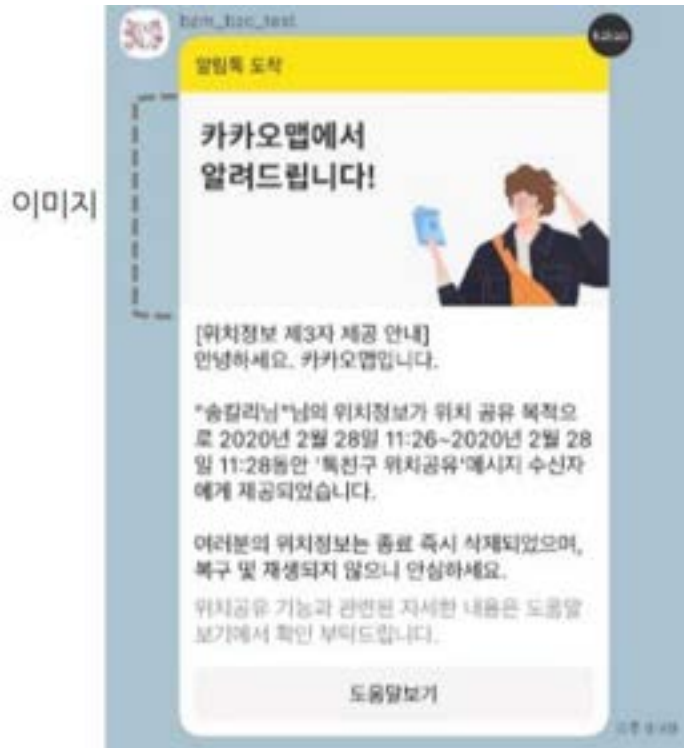 bzm_bzc_test
kakao
알림톡 도착
카카오맵에서
알려드립니다!
이미지
[위치정보 제3자 제공 안내]
안녕하세요. 카카오맵입니다.
"송킬리님"님의 위치정보가 위치 공유 목적으
로 2020년 2월 28일 11:26~2020년 2월 28
일 11:28동안 '톡친구 위치공유'메시지 수신자
에게 제공되었습니다.
여러분의 위치정보는 종료 즉시 삭제되었으며,
복구 및 재생되지 않으니 안심하세요.
위치공유 기능과 관련된 자세한 내용은 도움말
보기에서 확인 부탁드립니다.
도움말보기
오후